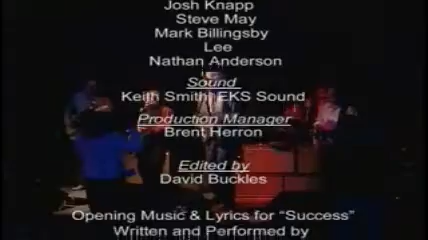 Josh Knapp
Steve May
Mark Billingsby
Lee
Nathan Anderson
Sound
Keith Smith, EKS Sound
Production Manager
Brent Herron
Edited by
David Buckles
Opening Music & Lyrics for "Success"
Written and Performed by